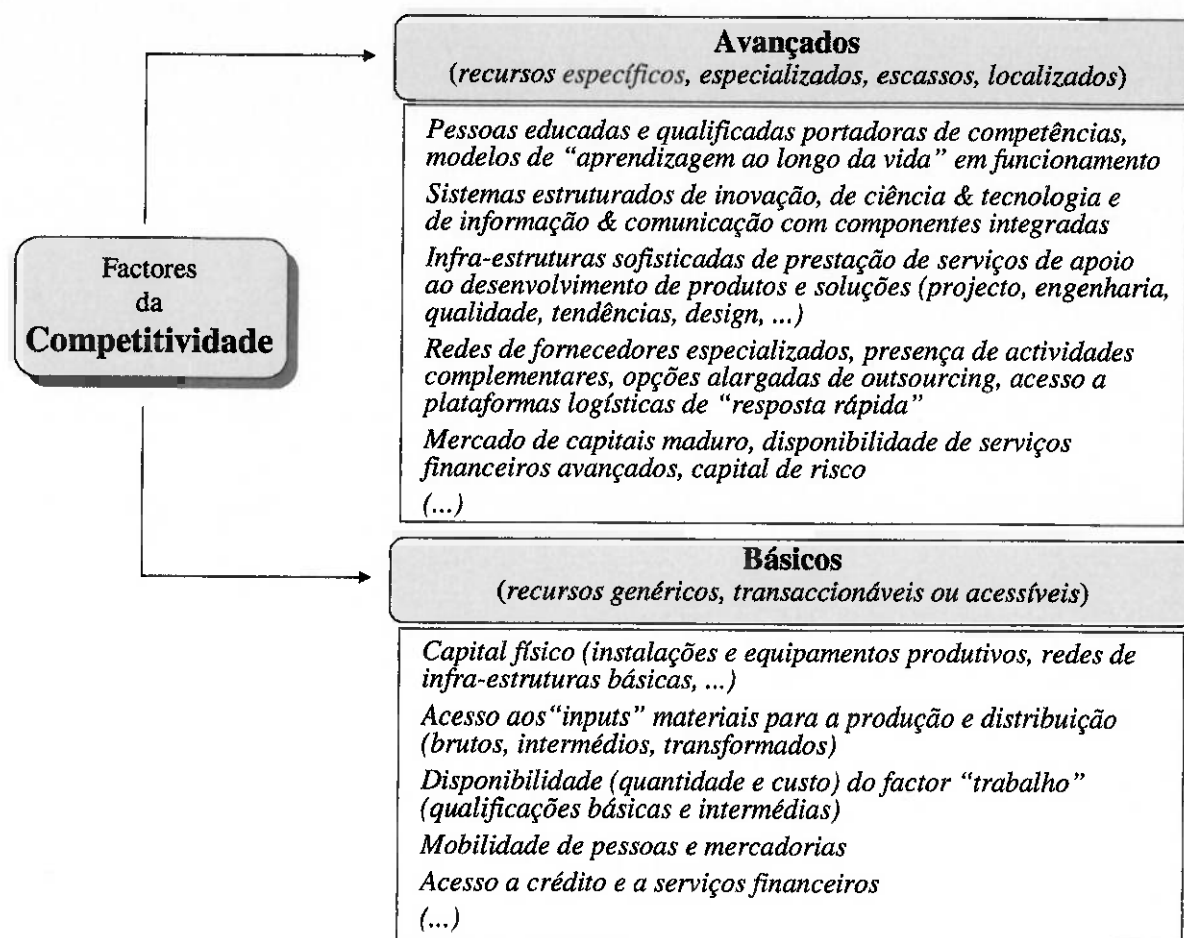 Avançados
(recursos específicos, especializados, escassos, localizados)
Pessoas educadas e qualificadas portadoras de competências,
modelos de “aprendizagem ao longo da vida” em funcionamento
Sistemas estruturados de inovação, de ciência & tecnologia e
de informação & comunicação com componentes integradas
Infra-estruturas sofisticadas de prestação de serviços de apoio
ao desenvolvimento de produtos e soluções (projecto, engenharia,
qualidade, tendências, design, ...)
Redes de fornecedores especializados, presença de actividades
complementares, opções alargadas de outsourcing, acesso a
plataformas logísticas de “resposta rápida”
Mercado de capitais maduro, disponibilidade de serviços
financeiros avançados, capital de risco
(...)
Factores
da
Competitividade
Básicos
(recursos genéricos, transaccionáveis ou acessíveis)
Capital físico (instalações e equipamentos produtivos, redes de
infra-estruturas básicas, ...)
Acesso aos“inputs” materiais para a produção e distribuição
(brutos, intermédios, transformados)
Disponibilidade (quantidade e custo) do factor “trabalho”
(qualificações básicas e intermédias)
Mobilidade de pessoas e mercadorias
Acesso a crédito e a serviços financeiros
(...)